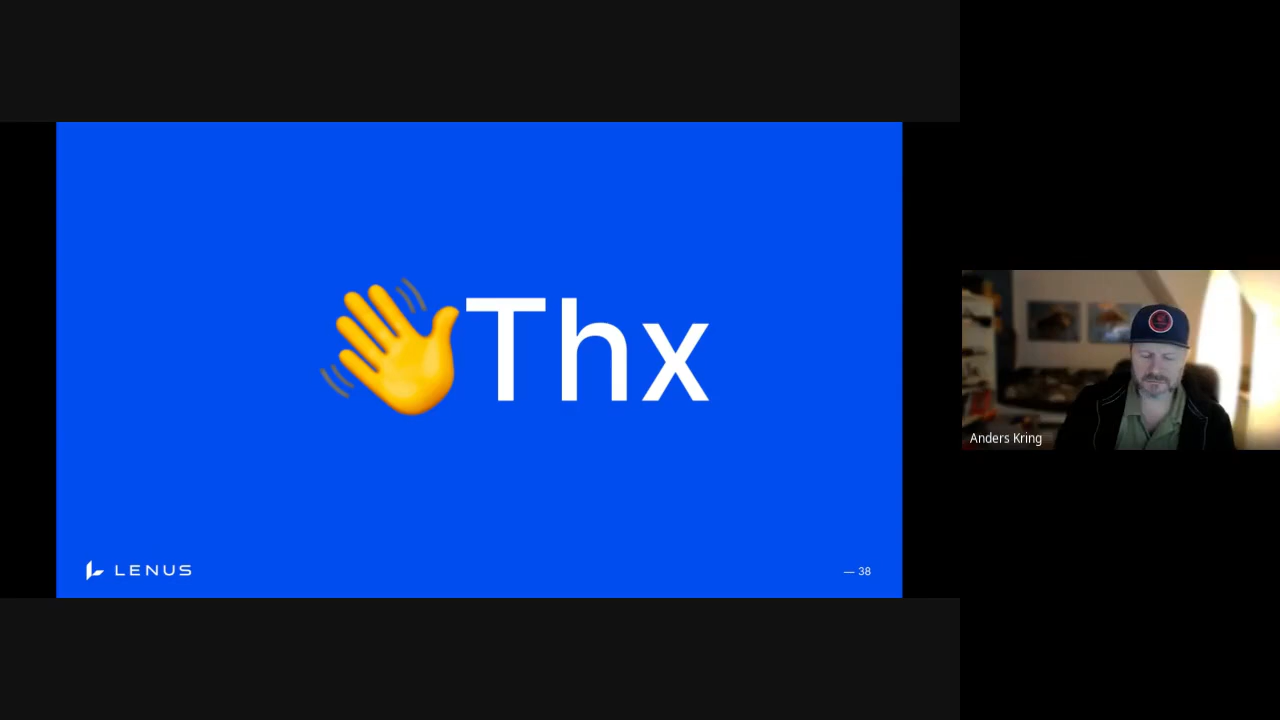 👋Thx
LENUS
— 38
Anders Kring